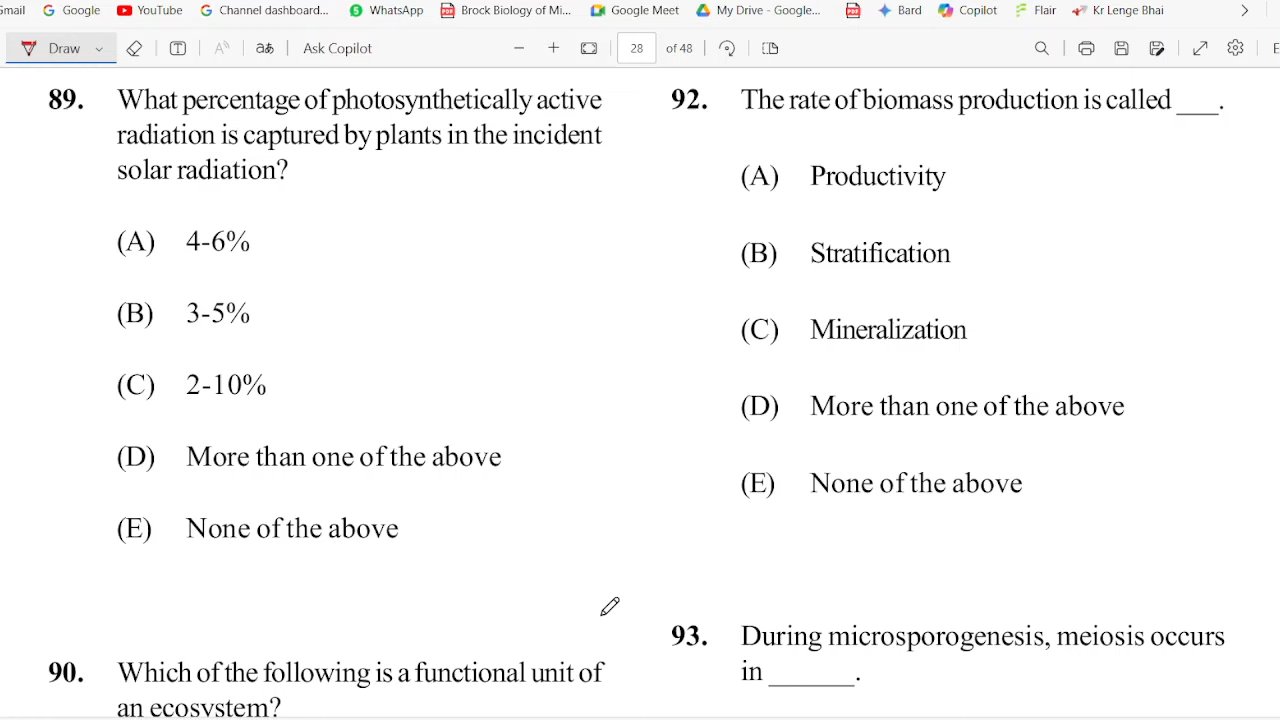 Gmail Google YouTube Channel dashboard... WhatsApp Brock Biology of Mi... Google Meet My Drive - Google... Bard Copilot Flair Kr Lenge Bhai
Draw Ask Copilot 28 of 48
89. What percentage of photosynthetically active
radiation is captured by plants in the incident
solar radiation?
(A) 4-6%
(B) 3-5%
(C) 2-10%
(D) More than one of the above
(E) None of the above
90. Which of the following is a functional unit of
an ecosystem?
92. The rate of biomass production is called ___.
(A) Productivity
(B) Stratification
(C) Mineralization
(D) More than one of the above
(E) None of the above
93. During microsporogenesis, meiosis occurs
in ______.